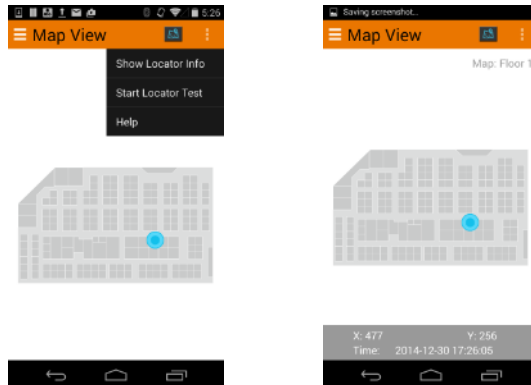 5:26
Map View
Show Locator Info
Start Locator Test
Help
Saving screenshot...
Map View
Map: Floor 1
X: 477 Y: 256
Time: 2014-12-30 17:26:05